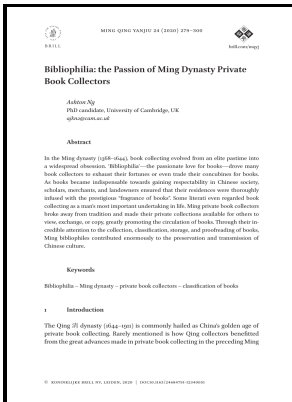 MING QING YANJIU 24 (2020) 279–300
BRILL
brill.com/mqyj
Bibliophilia: the Passion of Ming Dynasty Private
Book Collectors
Ashton Ng
PhD candidate, University of Cambridge, UK
Abstract
In the Ming dynasty (1368–1644), book collecting evolved from an elite pastime into
a widespread obsession. ‘Bibliophilia’—the passionate love for books—drove many
book collectors to exhaust their fortunes or even trade their concubines for books.
As books became indispensable towards gaining respectability in Chinese society,
scholars, merchants, and landowners ensured that their residences were thoroughly
infused with the prestigious “fragrance of books”. Some literati even regarded book
collecting as a man’s most important undertaking in life. Ming private book collectors
broke away from tradition and made their private collections available for others to
view, exchange, or copy, greatly promoting the circulation of books. Through their in-
credible attention to the collection, classification, storage, and proofreading of books,
Ming bibliophiles contributed enormously to the preservation and transmission of
Chinese culture.
Keywords
Bibliophilia – Ming dynasty – private book collectors – classification of books
1 Introduction
The Qing 清 dynasty (1644–1911) is commonly hailed as China’s golden age of
private book collecting. Rarely mentioned is how Qing collectors benefitted
from the great advances made in private book collecting in the preceding Ming
© KONINKLIJKE BRILL NV, LEIDEN, 2020 | DOI:10.1163/24684791-12340051